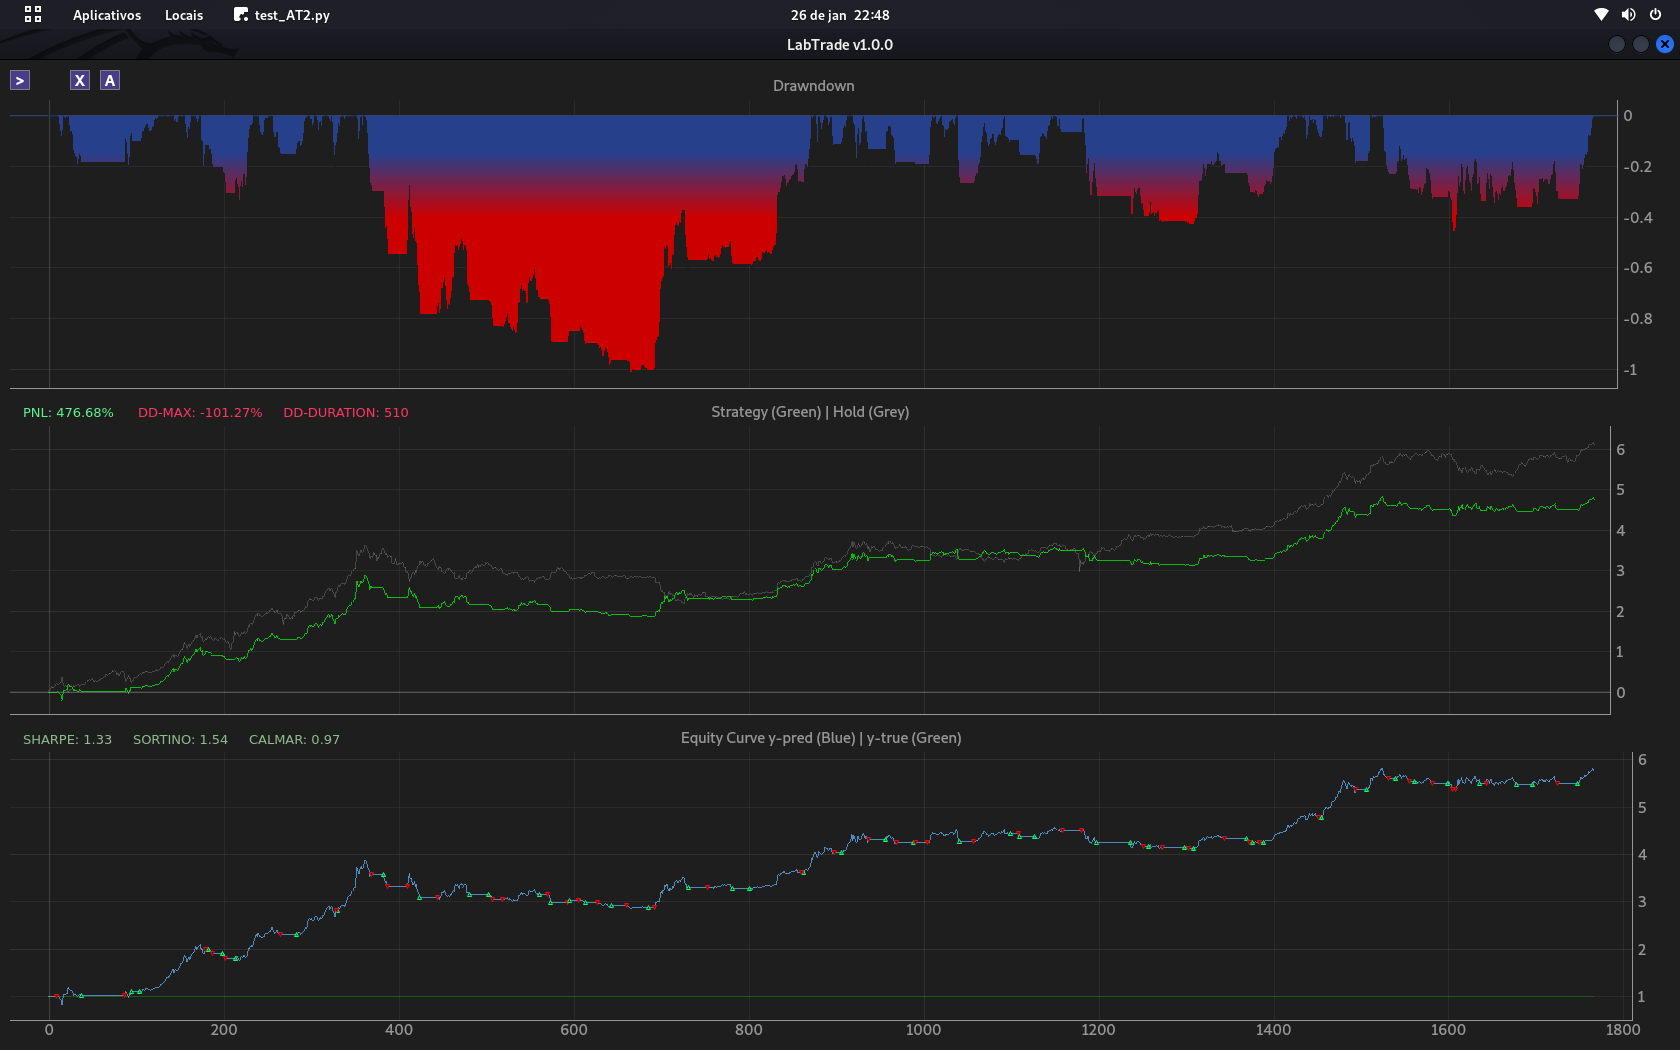 Aplicativos Locais test_AT2.py 26 de jan 22:48
LabTrade v1.0.0
> X A
Drawndown
0
-0.2
-0.4
-0.6
-0.8
-1
PNL: 476.68% DD-MAX: -101.27% DD-DURATION: 510 Strategy (Green) | Hold (Grey)
6
5
4
3
2
1
0
SHARPE: 1.33 SORTINO: 1.54 CALMAR: 0.97 Equity Curve y-pred (Blue) | y-true (Green)
6
5
4
3
2
1
0 200 400 600 800 1000 1200 1400 1600 1800